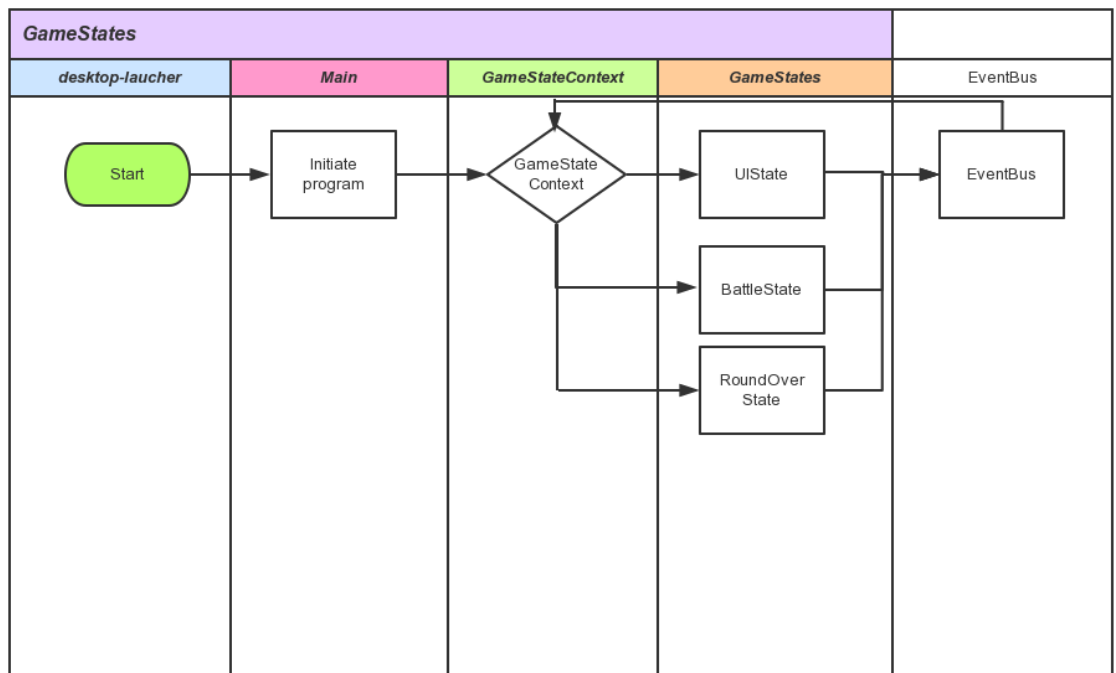 GameStates
desktop-laucher
Main
GameStateContext
GameStates
EventBus
Start
Initiate
program
GameState
Context
UIState
EventBus
BattleState
RoundOver
State